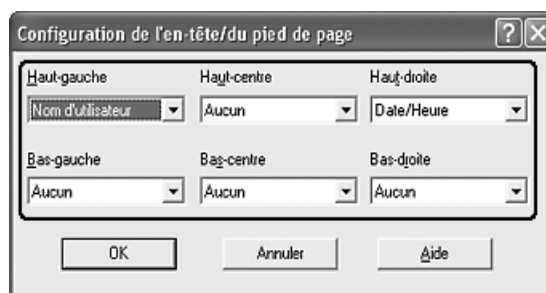 Configuration de l'en-tête/du pied de page
Haut-gauche Haut-centre Haut-droite
Nom d'utilisateur Aucun Date/Heure
Bas-gauche Bas-centre Bas-droite
Aucun Aucun Aucun
OK Annuler Aide